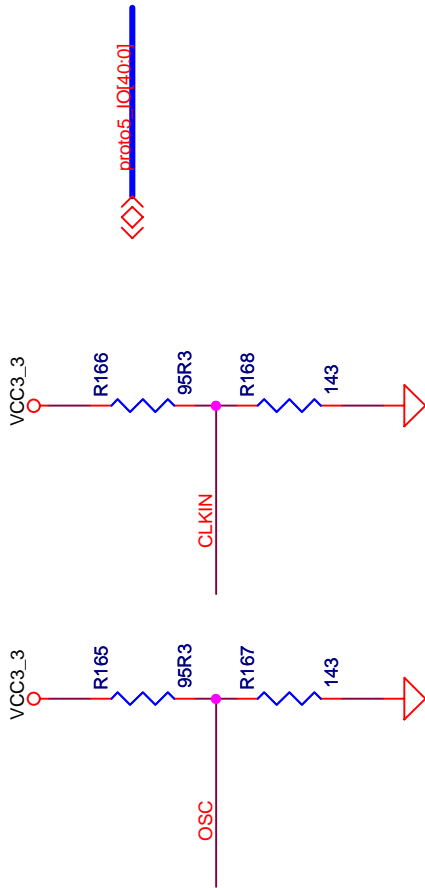 proto5_IO[40:0]
VCC3_3
R166
95R3
R168
143
CLKIN
VCC3_3
R165
95R3
R167
143
OSC